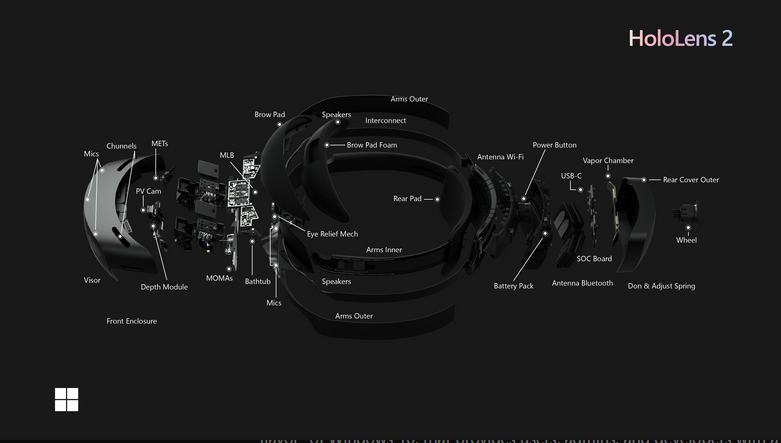 HoloLens 2
Arms Outer
Brow Pad
Speakers
Interconnect
Channels
METs
Mics
MLB
Brow Pad Foam
Power Button
Antenna Wi-Fi
Vapor Chamber
USB-C
Rear Cover Outer
PV Cam
Rear Pad
Eye Relief Mech
Wheel
Arms Inner
SOC Board
Visor
Depth Module
MOMAs
Bathtub
Speakers
Battery Pack
Antenna Bluetooth
Don & Adjust Spring
Mics
Arms Outer
Front Enclosure